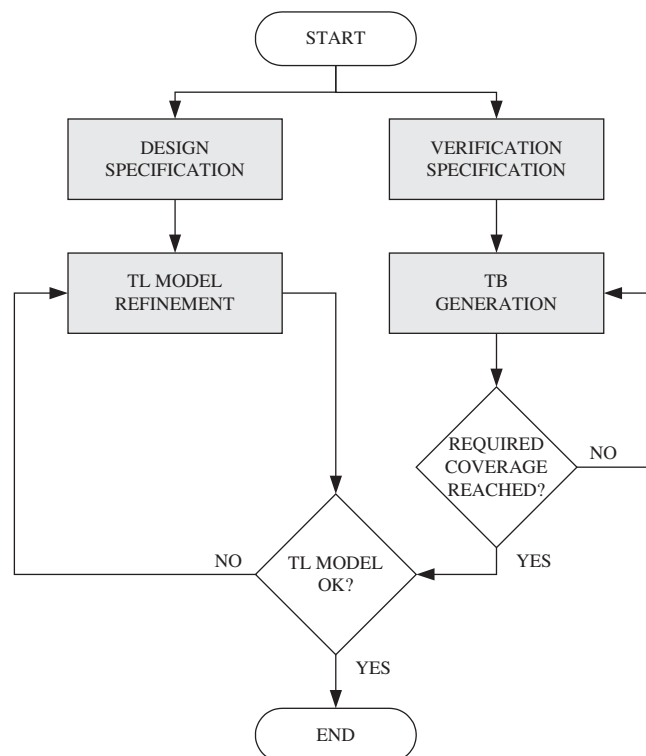 START
DESIGN
SPECIFICATION
VERIFICATION
SPECIFICATION
TL MODEL
REFINEMENT
TB
GENERATION
REQUIRED
COVERAGE
REACHED?
NO
YES
NO
TL MODEL
OK?
YES
END